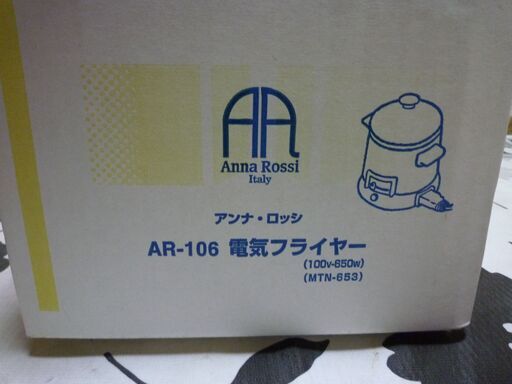 AR
Anna Rossi
Italy
アンナ・ロッシ
AR-106 電気フライヤー
(100v-650w)
(MTN-653)